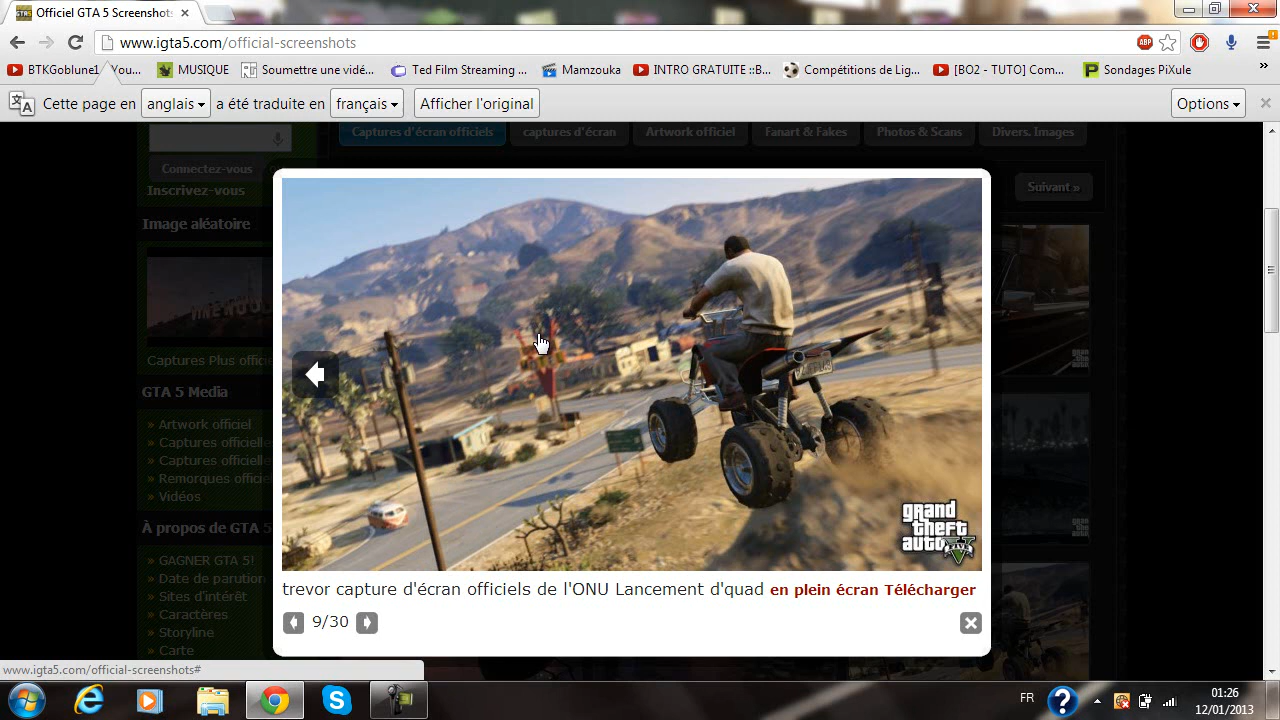 Officiel GTA 5 Screenshots
www.igta5.com/official-screenshots
ABP
BTKGoblune1 - You...
MUSIQUE
Soumettre une vidé...
Ted Film Streaming ...
Mamzouka
INTRO GRATUITE ::B...
Compétitions de Lig...
[BO2 - TUTO] Com...
Sondages PiXule
Cette page en anglais a été traduite en français Afficher l'original Options
Captures d'écran officiels
captures d'écran
Artwork officiel
Fanart & Fakes
Photos & Scans
Divers. Images
Connectez-vous
Inscrivez-vous
Suivant »
Image aléatoire
VINEWOOD
Captures Plus offici
GTA 5 Media
» Artwork officiel
» Captures officielle
» Captures officielle
» Remorques officie
» Vidéos
À propos de GTA 5
» GAGNER GTA 5!
» Date de parution
» Sites d'intérêt
» Caractères
» Storyline
» Carte
grand
theft
auto
V
trevor capture d'écran officiels de l'ONU Lancement d'quad en plein écran Télécharger
9/30
www.igta5.com/official-screenshots#
FR
01:26
12/01/2013